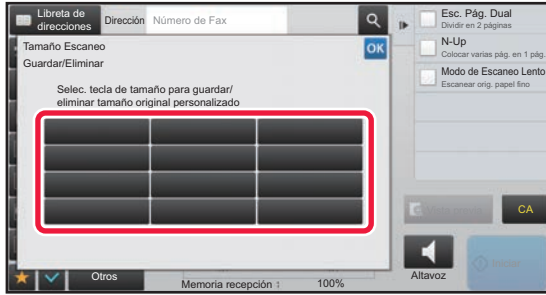 Libreta de
direcciones
Dirección
Número de Fax
Tamaño Escaneo
OK
Guardar/Eliminar
Selec. tecla de tamaño para guardar/
eliminar tamaño original personalizado
Otros
Memoria recepción :
100%
Esc. Pág. Dual
Dividir en 2 páginas
N-Up
Colocar varias pág. en 1 pág.
Modo de Escaneo Lento
Escanear orig. papel fino
CA
Altavoz